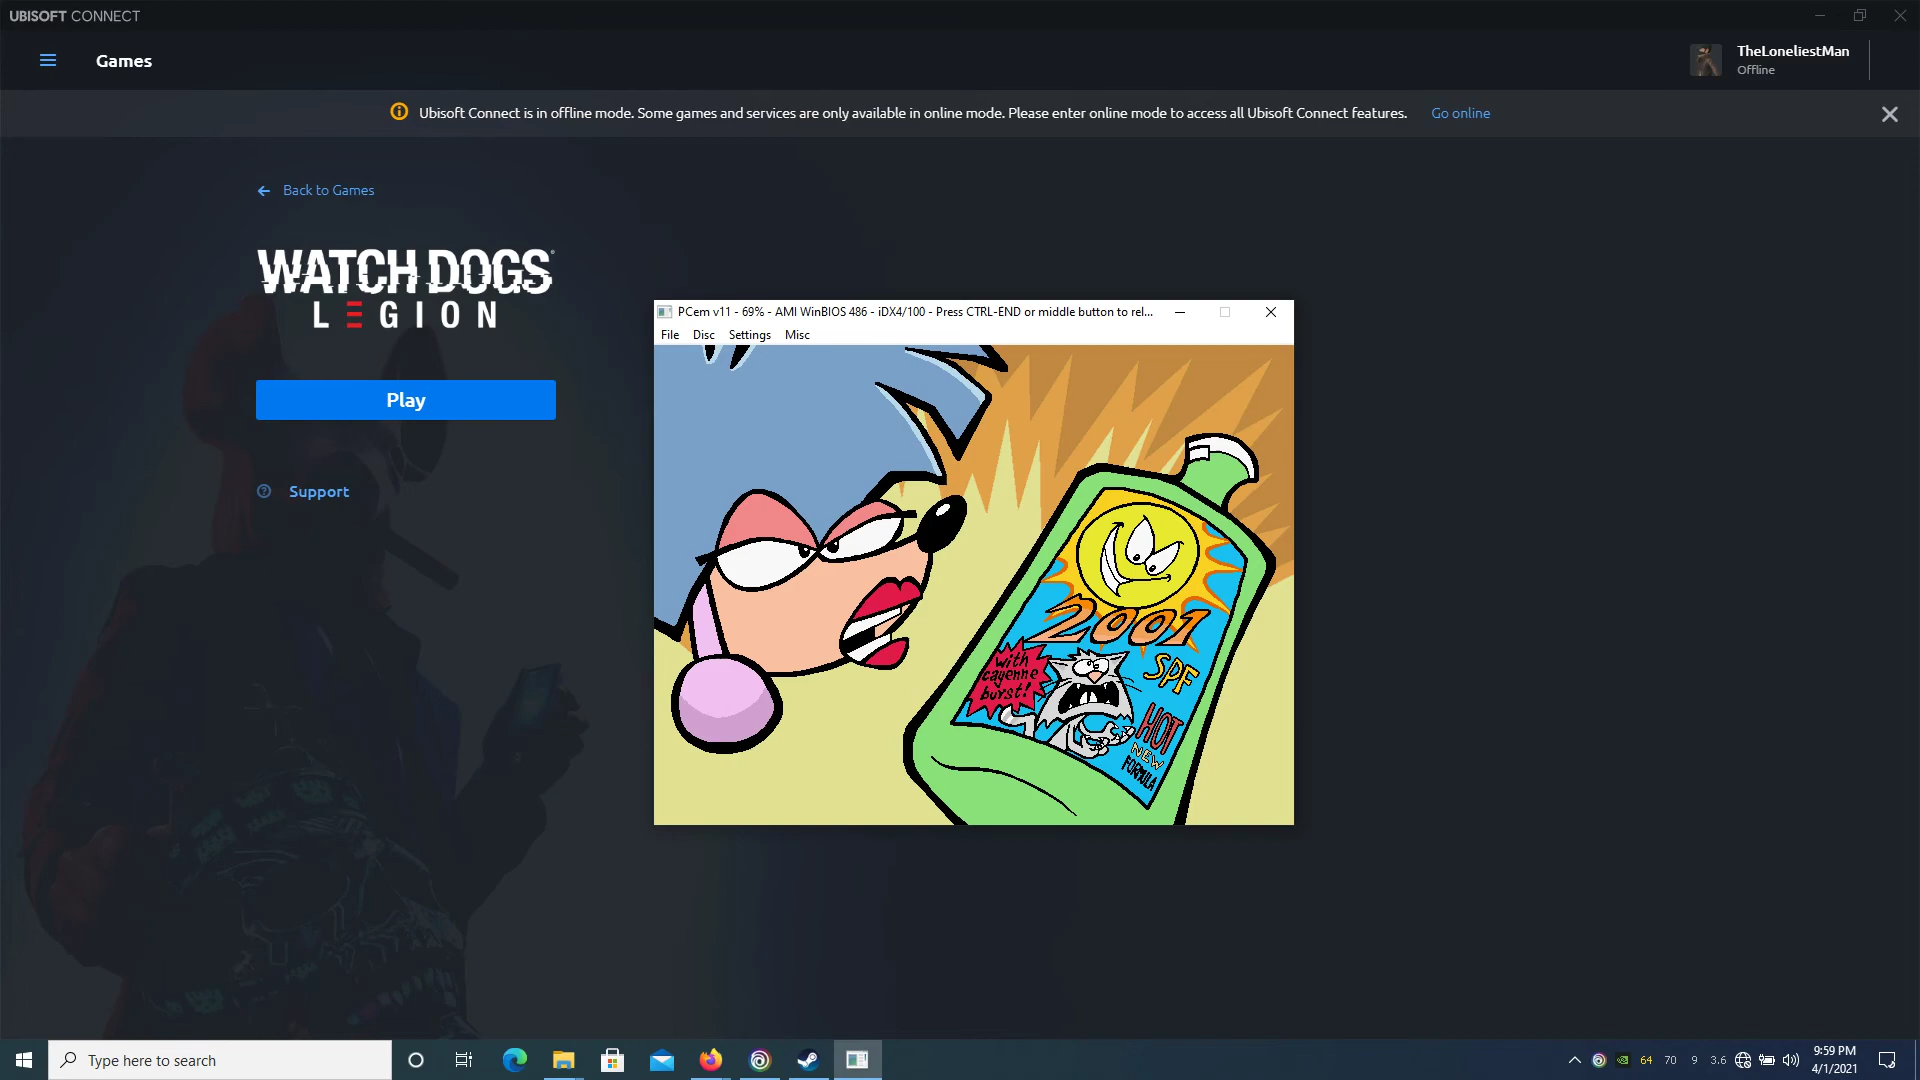 UBISOFT CONNECT
Games
TheLoneliestMan
Offline
Ubisoft Connect is in offline mode. Some games and services are only available in online mode. Please enter online mode to access all Ubisoft Connect features. Go online
Back to Games
WATCH DOGS
LEGION
Play
Support
PCem v11 - 69% - AMI WinBIOS 486 - iDX4/100 - Press CTRL-END or middle button to rel...
File Disc Settings Misc
2001
SPF
with
cayenne
burst!
HOT
NEW
FORMULA
Type here to search
64 70 9 3.6
9:59 PM
4/1/2021